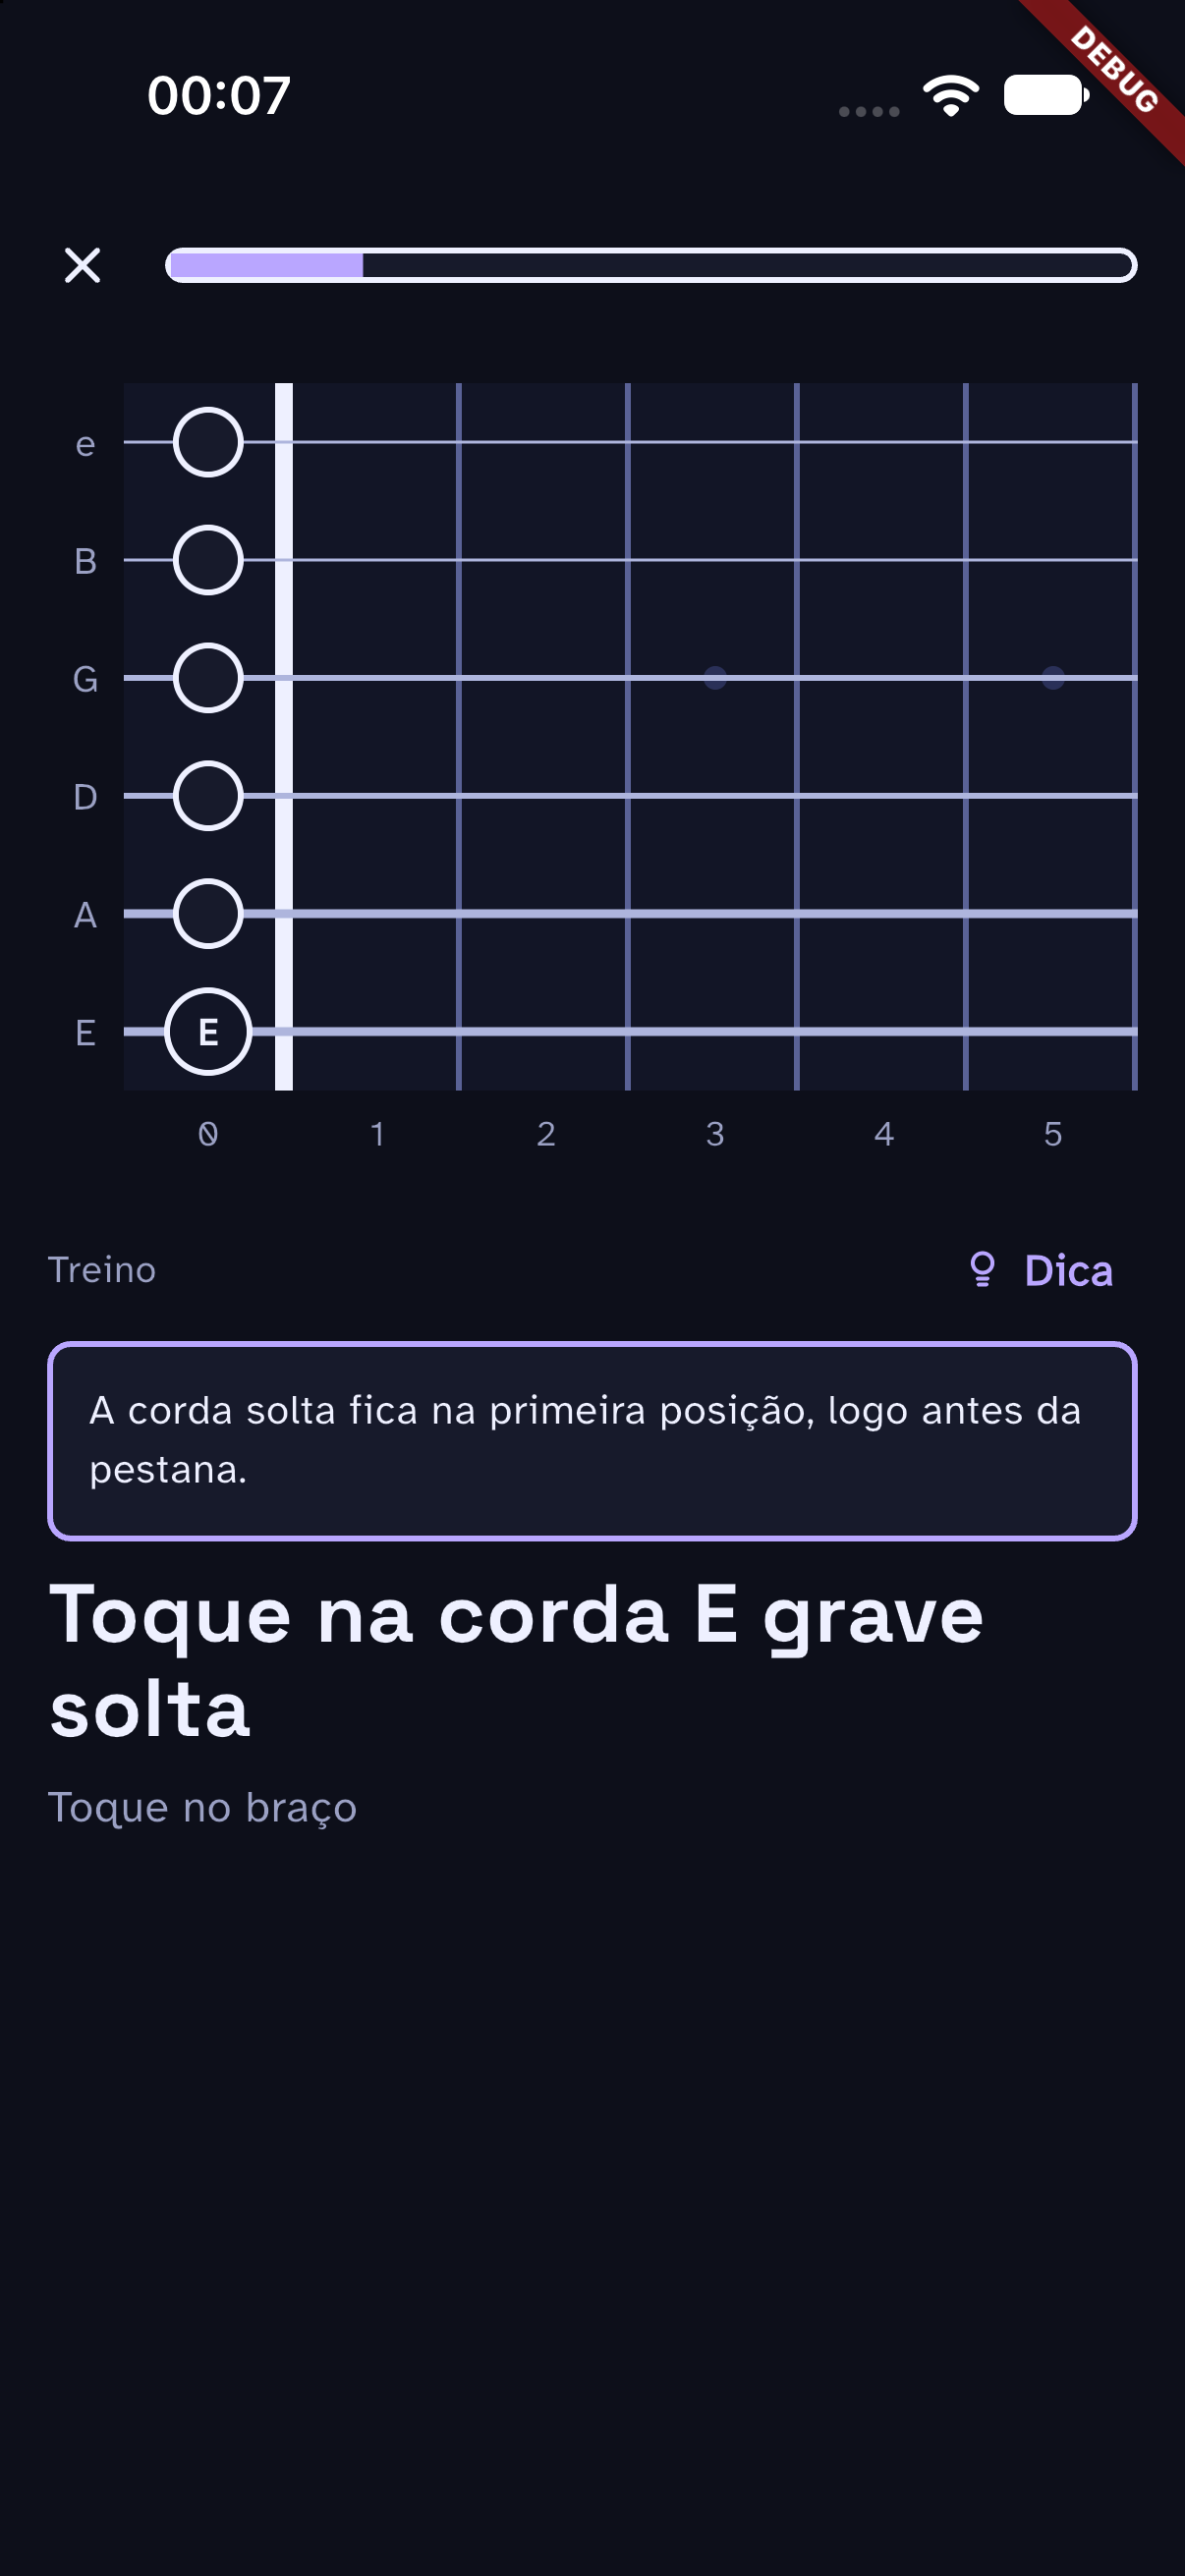 00:07
DEBUG
e
B
G
D
A
E E
0 1 2 3 4 5
Treino Dica
A corda solta fica na primeira posição, logo antes da
pestana.
Toque na corda E grave
solta
Toque no braço